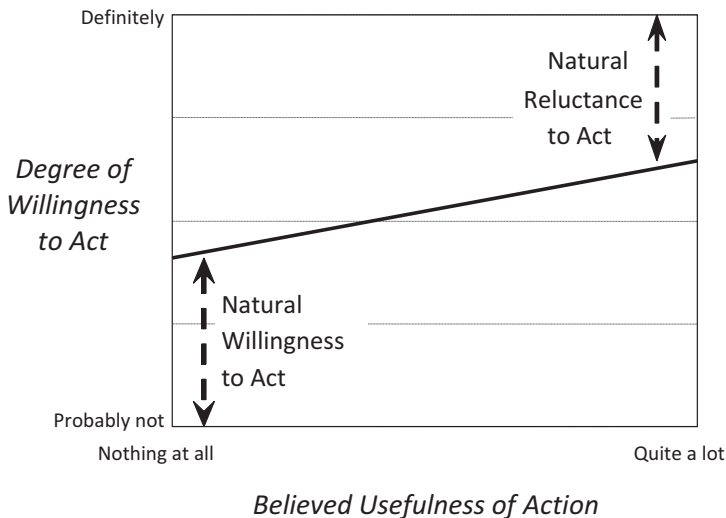 Definitely
Natural
Reluctance
to Act
Degree of
Willingness
to Act
Natural
Willingness
to Act
Probably not
Nothing at all
Quite a lot
Believed Usefulness of Action